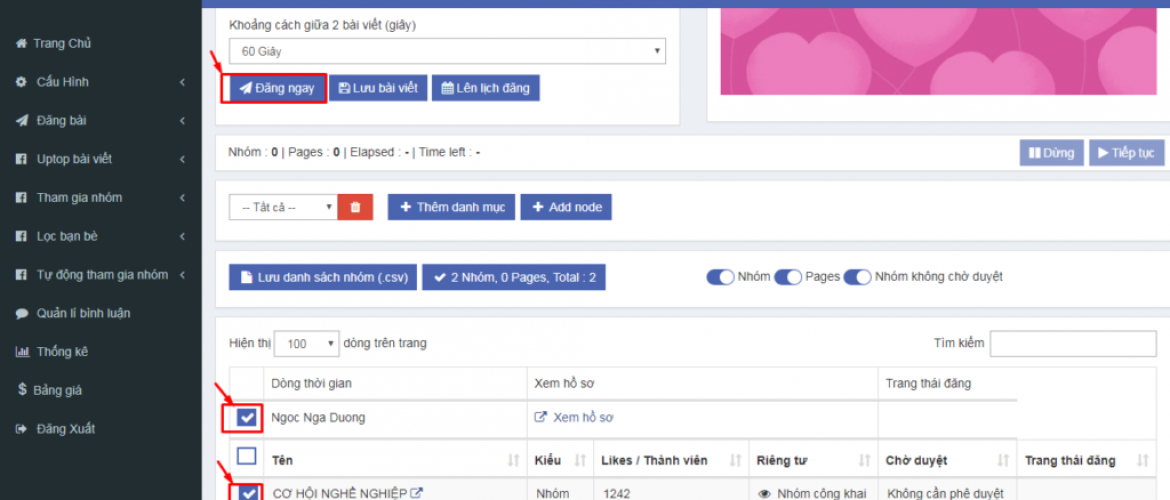 Trang Chủ
Cấu Hình
Đăng bài
Uptop bài viết
Tham gia nhóm
Lọc bạn bè
Tự động tham gia nhóm
Quản lí bình luận
Thống kê
$ Bảng giá
Đăng Xuất
Khoảng cách giữa 2 bài viết (giây)
60 Giây
Đăng ngay Lưu bài viết Lên lịch đăng
Nhóm : 0 | Pages : 0 | Elapsed : - | Time left : - Dừng Tiếp tục
-- Tất cả -- + Thêm danh mục + Add node
Lưu danh sách nhóm (.csv) 2 Nhóm, 0 Pages, Total : 2 Nhóm Pages Nhóm không chờ duyệt
Hiện thị 100 dòng trên trang Tìm kiếm
Dòng thời gian Xem hồ sơ Trang thái đăng
Ngoc Nga Duong Xem hồ sơ
Tên Kiểu Likes / Thành viên Riêng tư Chờ duyệt Trang thái đăng
CƠ HỘI NGHỀ NGHIỆP Nhóm 1242 Nhóm công khai Không cần phê duyệt